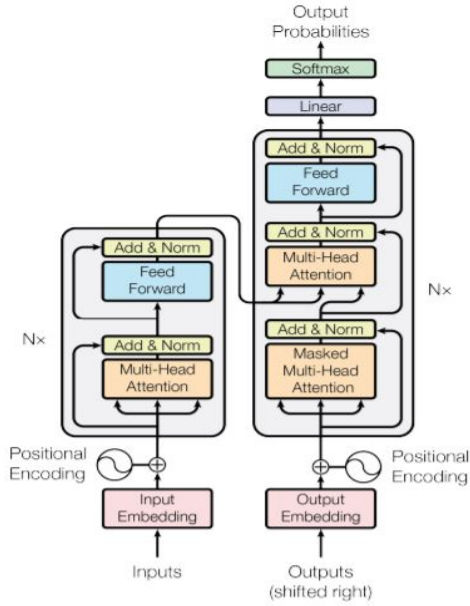 Output
Probabilities
Softmax
Linear
Add & Norm
Feed
Forward
Add & Norm
Multi-Head
Attention
Add & Norm
Masked
Multi-Head
Attention
Nx
Positional
Encoding
Output
Embedding
Outputs
(shifted right)
Add & Norm
Feed
Forward
Add & Norm
Multi-Head
Attention
Nx
Positional
Encoding
Input
Embedding
Inputs